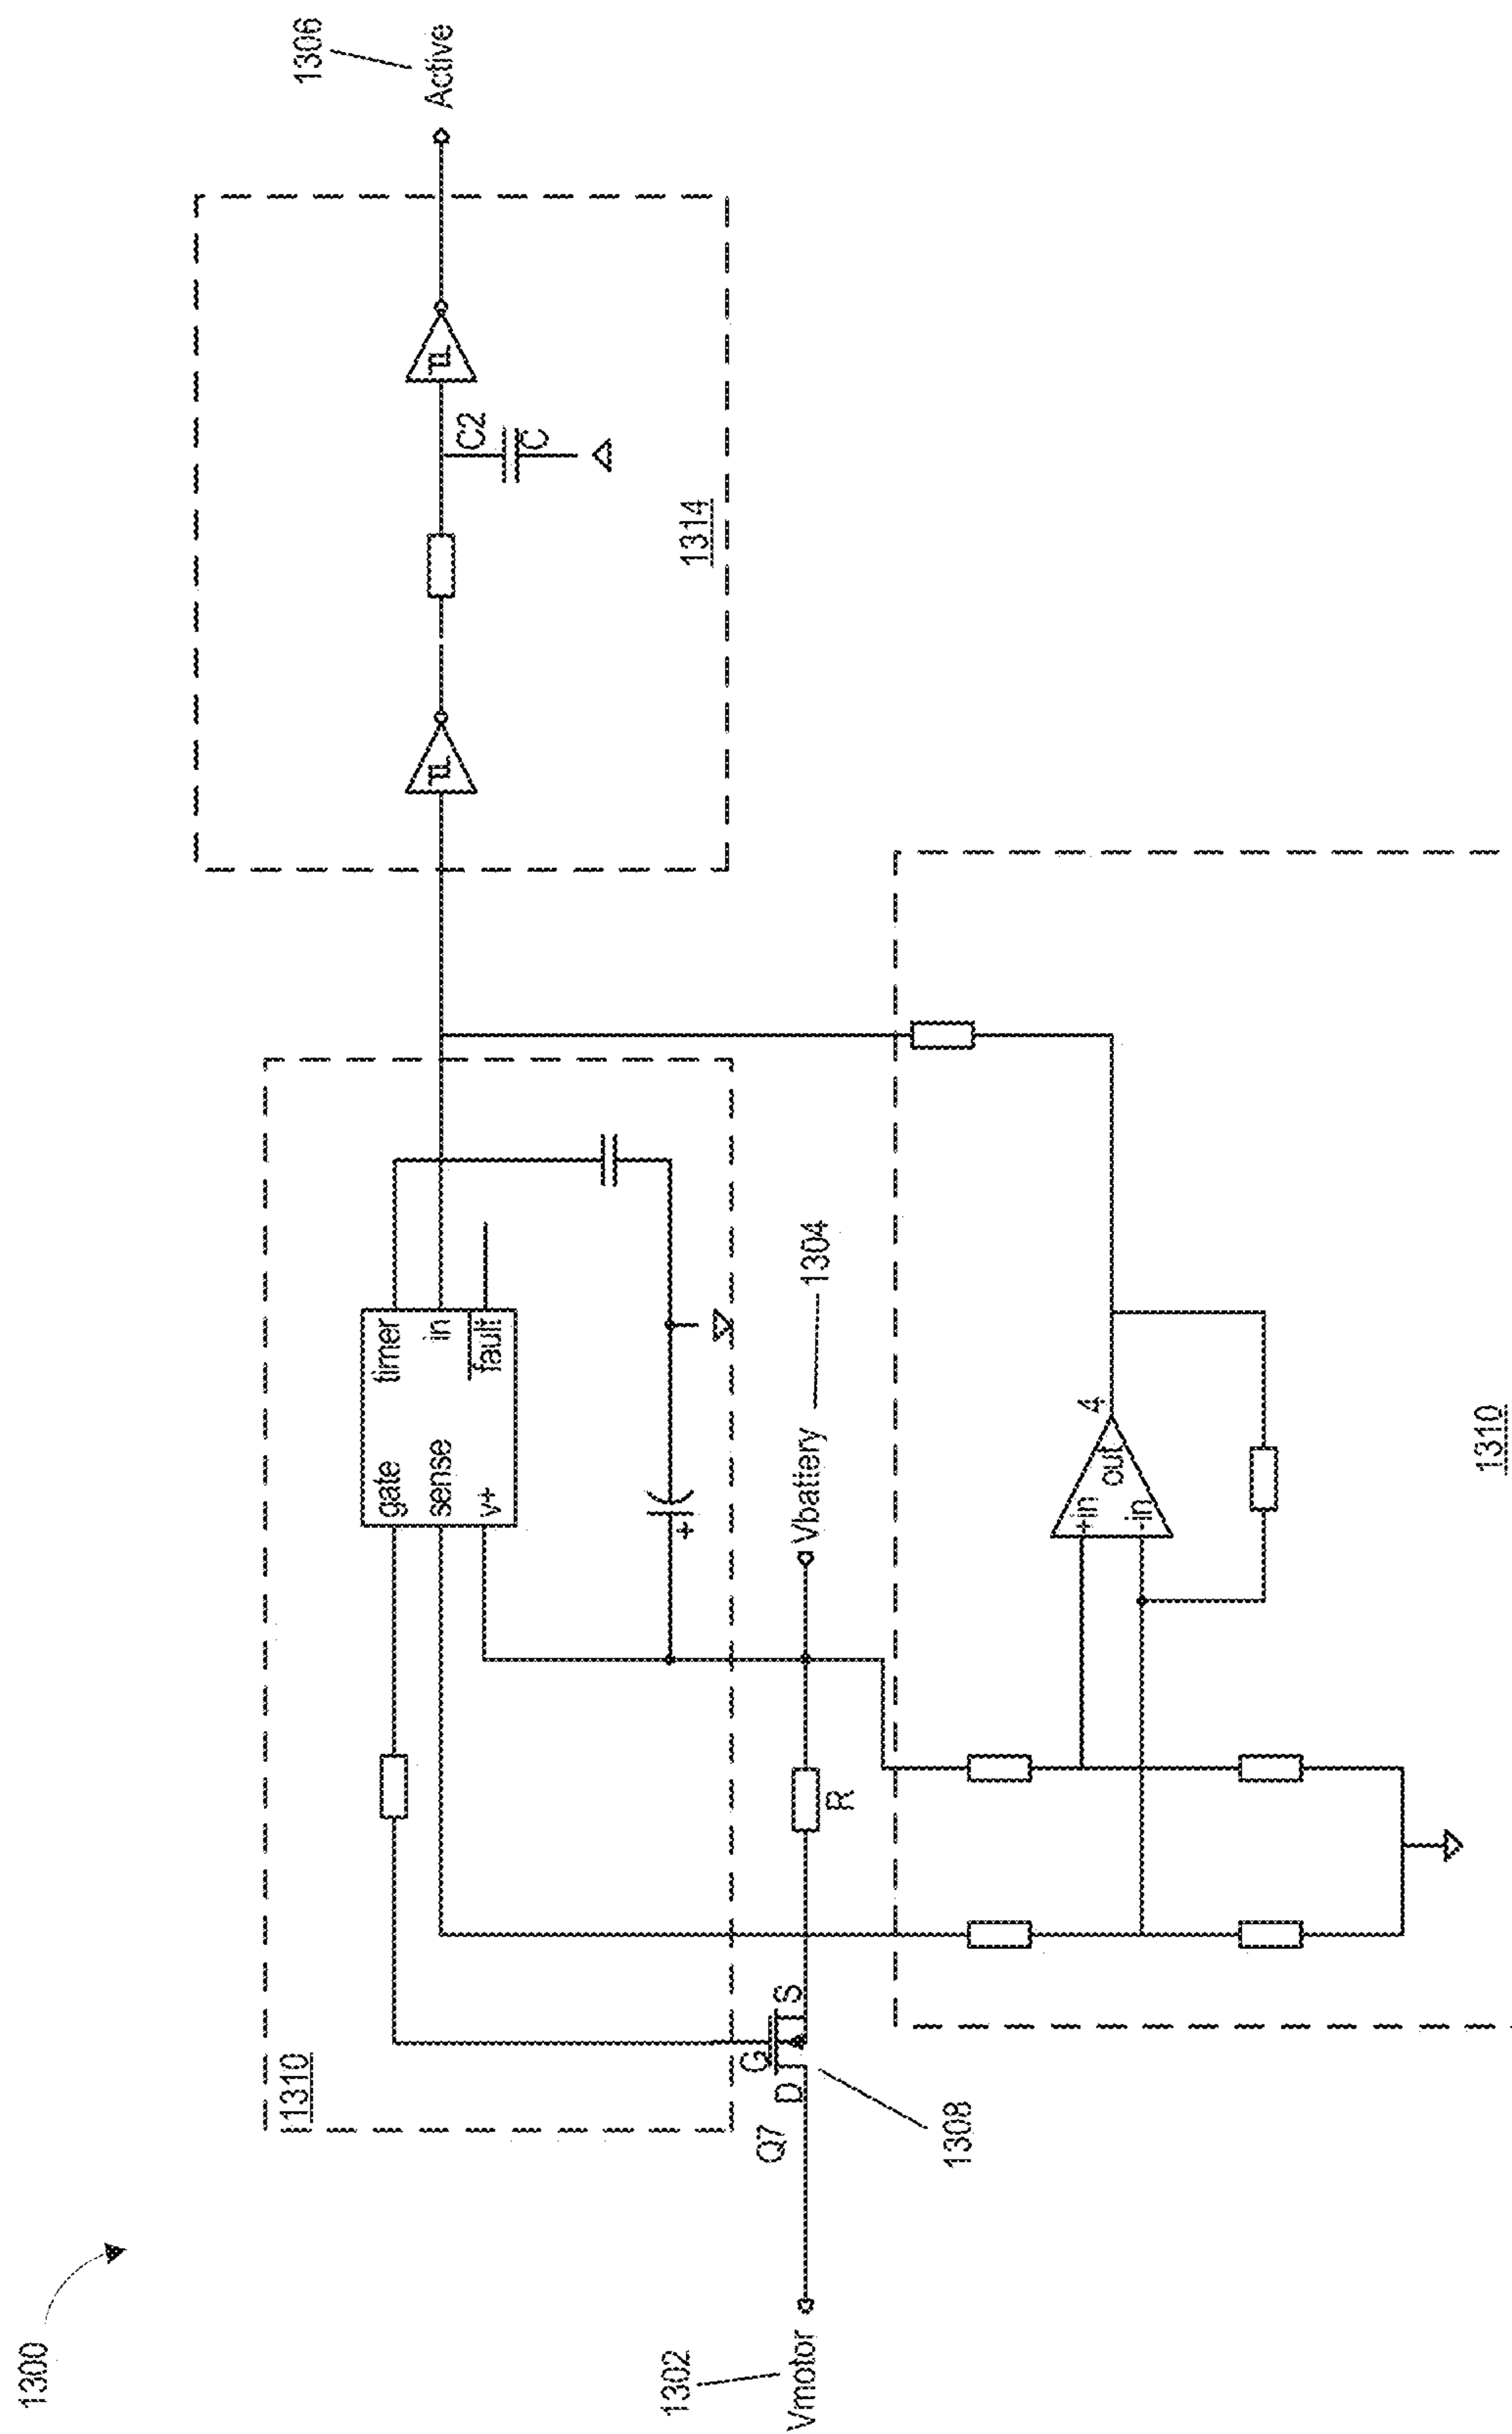 1300
1310
1306
gate timer
sense in
v+ fault
Active
C2
C
1314
+
1302
Vmotor
Q7
G
D S
R
Vbattery 1304
1308
+in
out 4
-in
1310